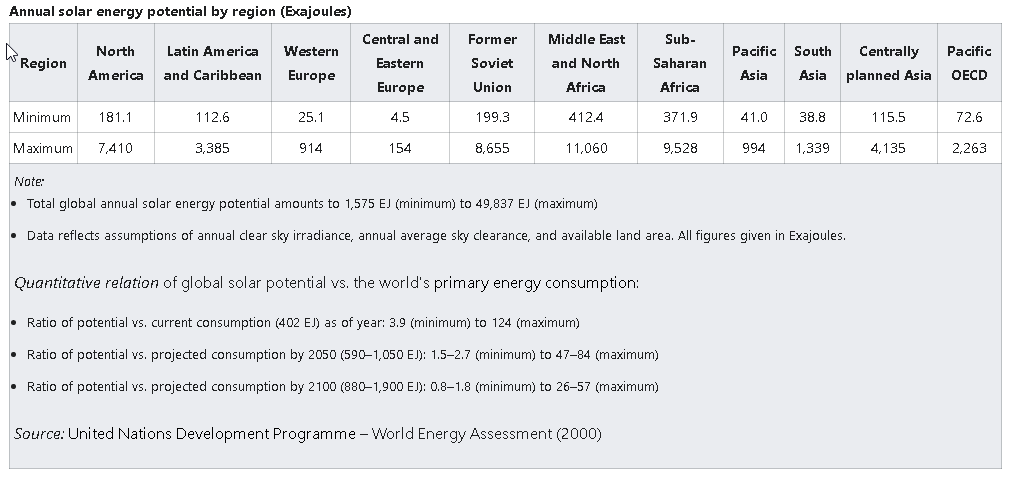 Annual solar energy potential by region (Exajoules)
Region North America Latin America and Caribbean Western Europe Central and Eastern Europe Former Soviet Union Middle East and North Africa Sub-Saharan Africa Pacific Asia South Asia Centrally planned Asia Pacific OECD
Minimum 181.1 112.6 25.1 4.5 199.3 412.4 371.9 41.0 38.8 115.5 72.6
Maximum 7,410 3,385 914 154 8,655 11,060 9,528 994 1,339 4,135 2,263
Note:
• Total global annual solar energy potential amounts to 1,575 EJ (minimum) to 49,837 EJ (maximum)
• Data reflects assumptions of annual clear sky irradiance, annual average sky clearance, and available land area. All figures given in Exajoules.
Quantitative relation of global solar potential vs. the world's primary energy consumption:
• Ratio of potential vs. current consumption (402 EJ) as of year: 3.9 (minimum) to 124 (maximum)
• Ratio of potential vs. projected consumption by 2050 (590–1,050 EJ): 1.5–2.7 (minimum) to 47–84 (maximum)
• Ratio of potential vs. projected consumption by 2100 (880–1,900 EJ): 0.8–1.8 (minimum) to 26–57 (maximum)
Source: United Nations Development Programme – World Energy Assessment (2000)